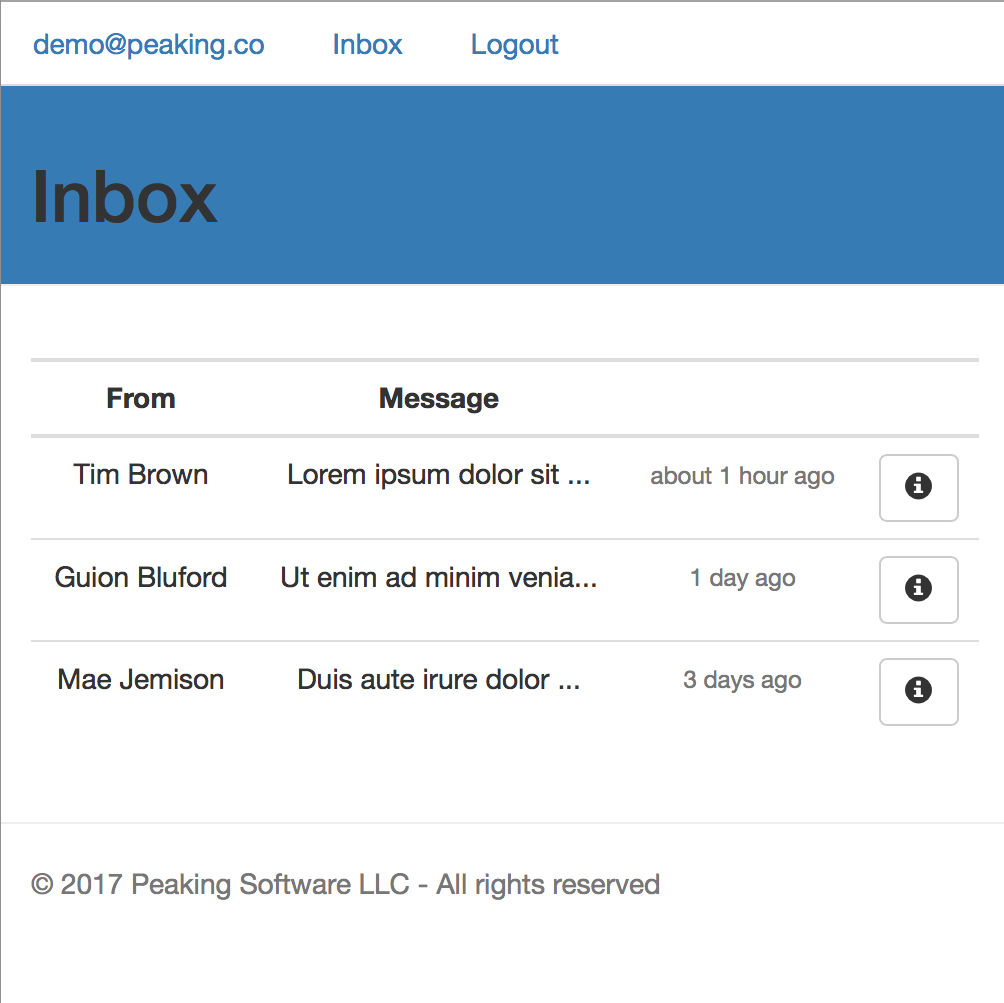 demo@peaking.co Inbox Logout
Inbox
From Message
Tim Brown Lorem ipsum dolor sit ... about 1 hour ago
Guion Bluford Ut enim ad minim venia... 1 day ago
Mae Jemison Duis aute irure dolor ... 3 days ago
© 2017 Peaking Software LLC - All rights reserved